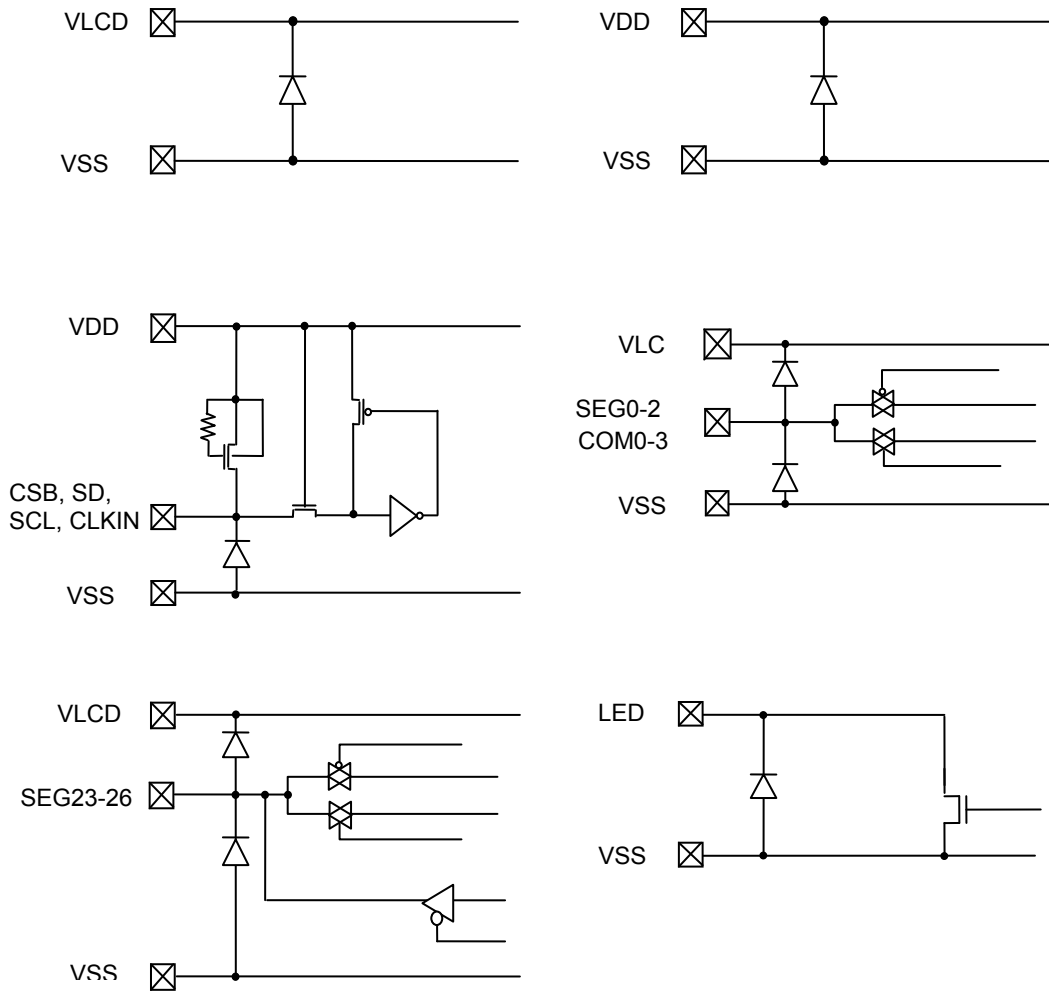 VLCD
VDD
VSS
VSS
VDD
VLC
SEG0-2
COM0-3
CSB, SD,
SCL, CLKIN
VSS
VSS
VLCD
LED
SEG23-26
VSS
VSS